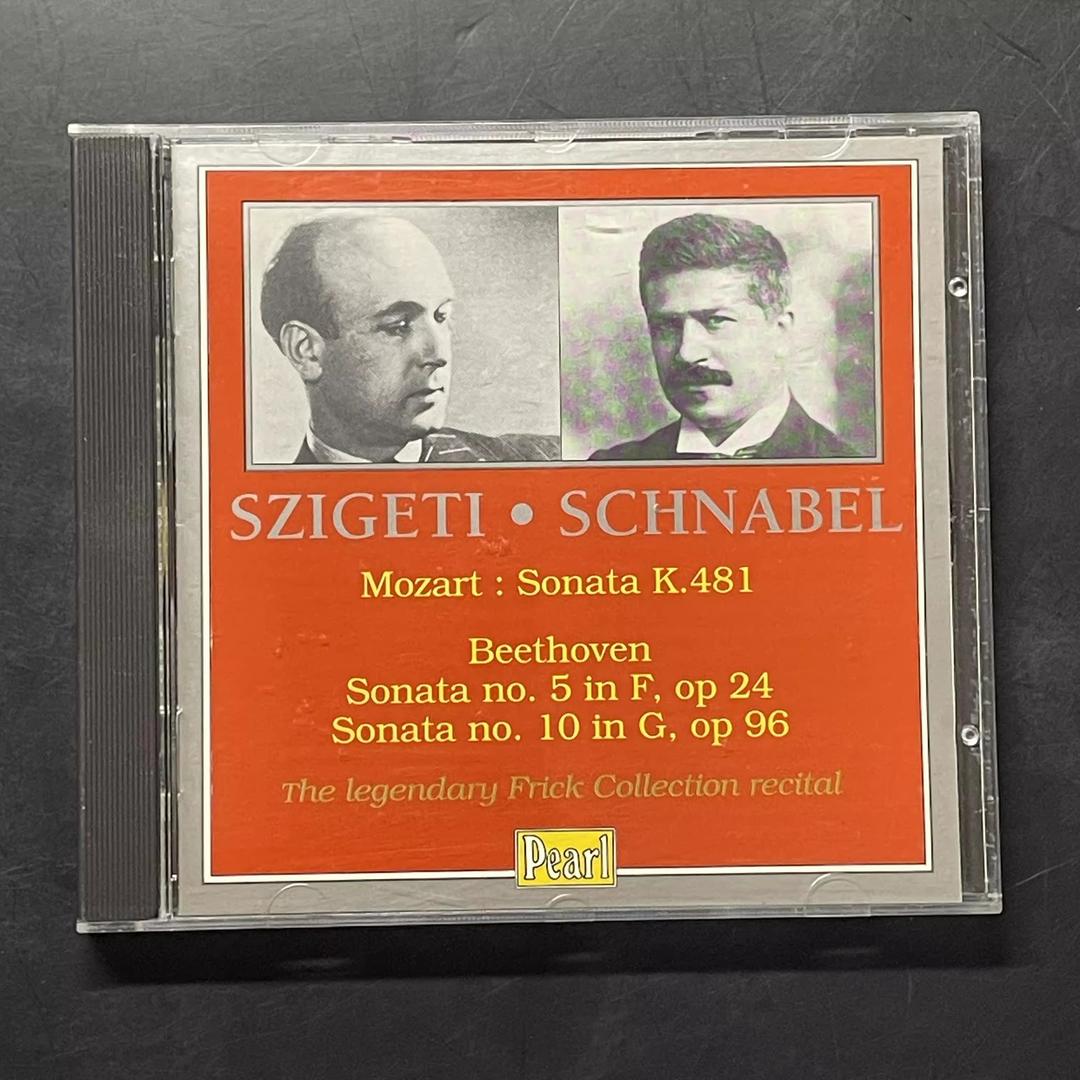 SZIGETI • SCHNABEL
Mozart : Sonata K.481
Beethoven
Sonata no. 5 in F, op 24
Sonata no. 10 in G, op 96
The legendary Frick Collection recital
Pearl